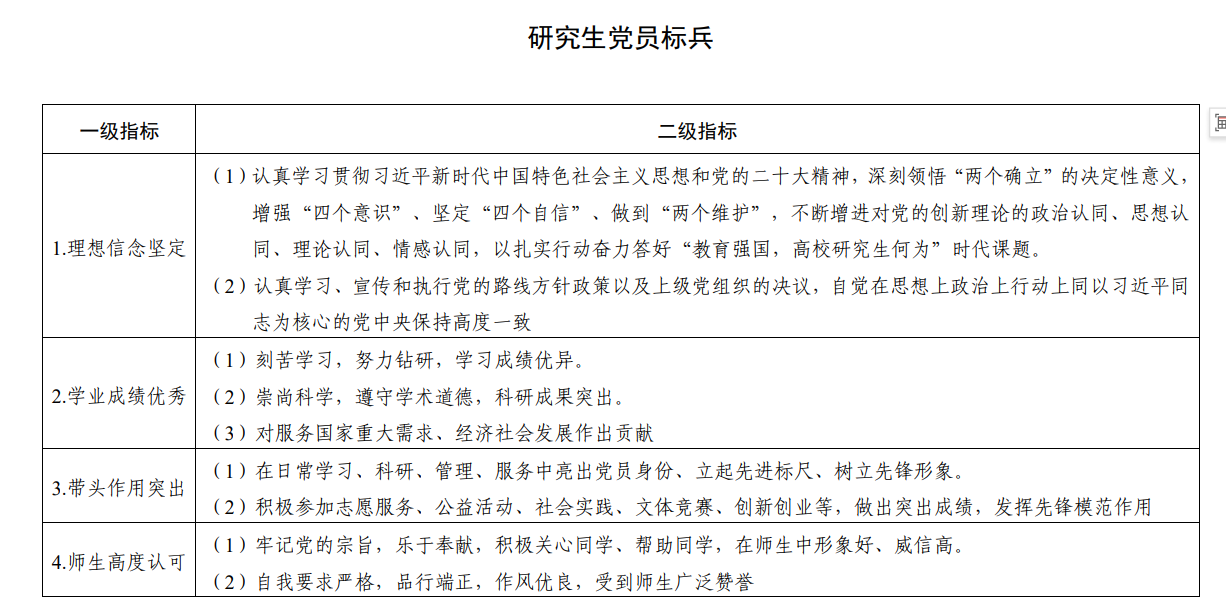 研究生党员标兵
一级指标
二级指标
1.理想信念坚定
（1）认真学习贯彻习近平新时代中国特色社会主义思想和党的二十大精神，深刻领悟“两个确立”的决定性意义，
增强“四个意识”、坚定“四个自信”、做到“两个维护”，不断增进对党的创新理论的政治认同、思想认
同、理论认同、情感认同，以扎实行动奋力答好“教育强国，高校研究生何为”时代课题。
（2）认真学习、宣传和执行党的路线方针政策以及上级党组织的决议，自觉在思想上政治上行动上同以习近平同
志为核心的党中央保持高度一致
2.学业成绩优秀
（1）刻苦学习，努力钻研，学习成绩优异。
（2）崇尚科学，遵守学术道德，科研成果突出。
（3）对服务国家重大需求、经济社会发展作出贡献
3.带头作用突出
（1）在日常学习、科研、管理、服务中亮出党员身份、立起先进标尺、树立先锋形象。
（2）积极参加志愿服务、公益活动、社会实践、文体竞赛、创新创业等，做出突出成绩，发挥先锋模范作用
4.师生高度认可
（1）牢记党的宗旨，乐于奉献，积极关心同学、帮助同学，在师生中形象好、威信高。
（2）自我要求严格，品行端正，作风优良，受到师生广泛赞誉